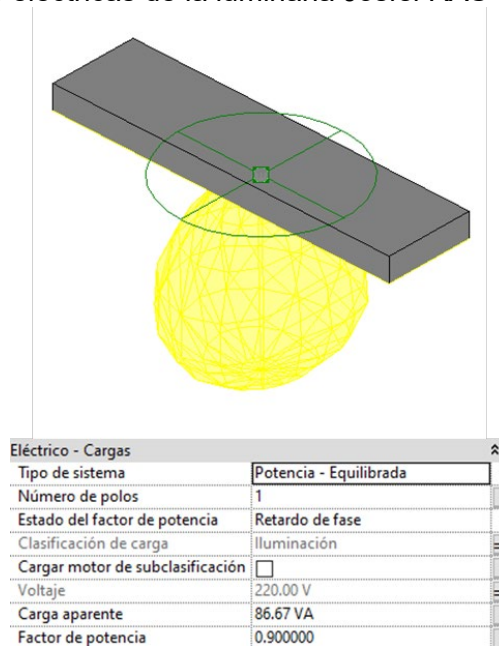 Eléctrico - Cargas
Tipo de sistema Potencia - Equilibrada
Número de polos 1
Estado del factor de potencia Retardo de fase
Clasificación de carga Iluminación
Cargar motor de subclasificación
Voltaje 220.00 V
Carga aparente 86.67 VA
Factor de potencia 0.900000